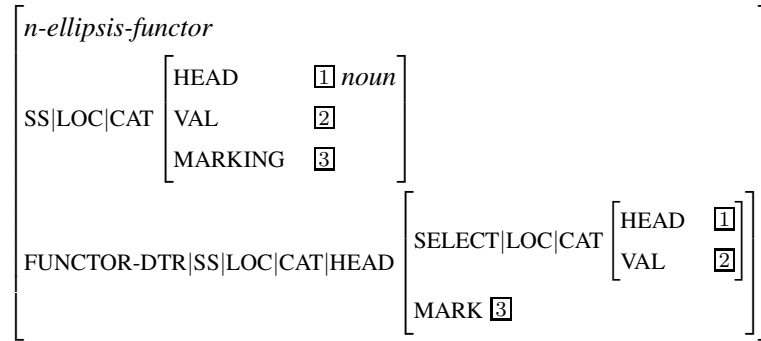 n-ellipsis-functor
HEAD 1 noun
SS|LOC|CAT VAL 2
MARKING 3
HEAD 1
SELECT|LOC|CAT
VAL 2
FUNCTOR-DTR|SS|LOC|CAT|HEAD
MARK 3